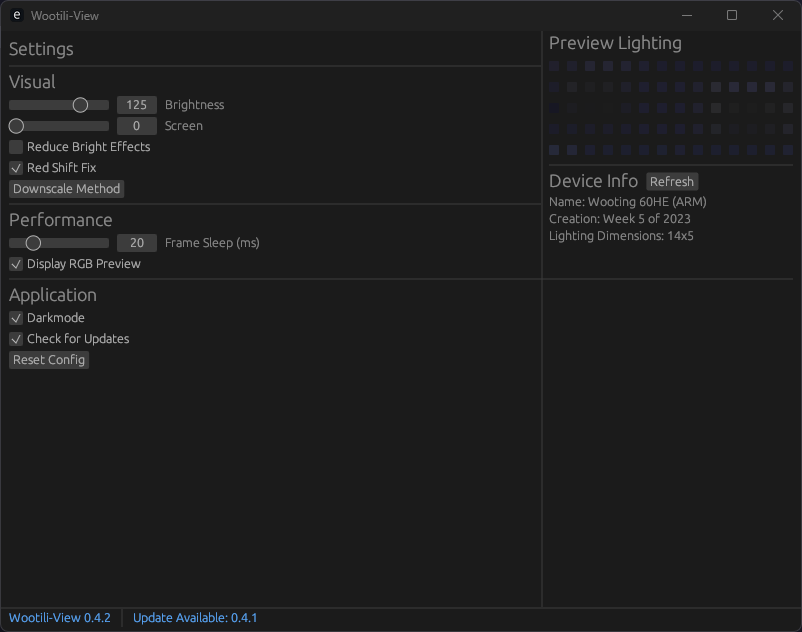 e Wootili-View
Settings
Visual
125 Brightness
0 Screen
Reduce Bright Effects
Red Shift Fix
Downscale Method
Performance
20 Frame Sleep (ms)
Display RGB Preview
Application
Darkmode
Check for Updates
Reset Config
Preview Lighting
Device Info Refresh
Name: Wooting 60HE (ARM)
Creation: Week 5 of 2023
Lighting Dimensions: 14x5
Wootili-View 0.4.2 Update Available: 0.4.1